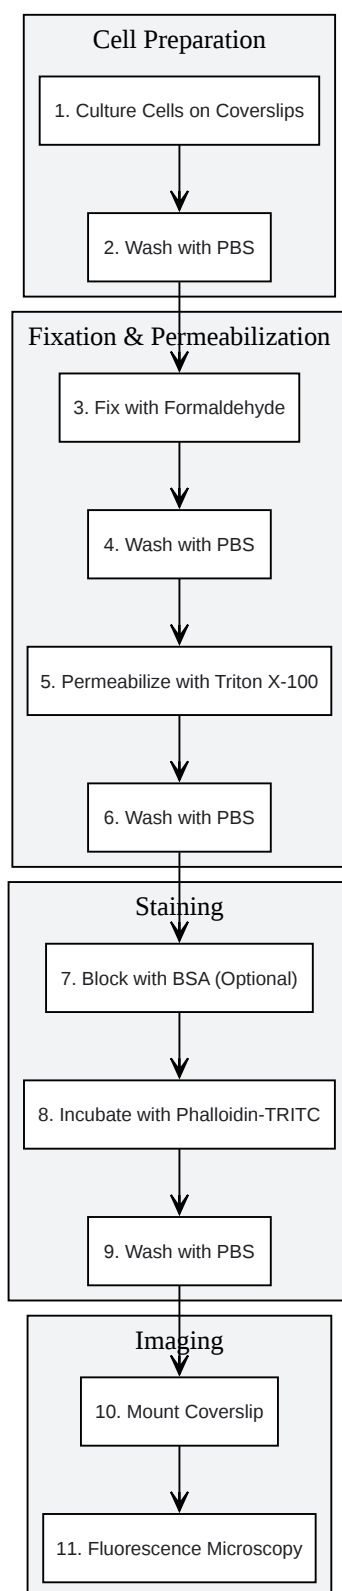 Cell Preparation
1. Culture Cells on Coverslips
2. Wash with PBS
Fixation & Permeabilization
3. Fix with Formaldehyde
4. Wash with PBS
5. Permeabilize with Triton X-100
6. Wash with PBS
Staining
7. Block with BSA (Optional)
8. Incubate with Phalloidin-TRITC
9. Wash with PBS
Imaging
10. Mount Coverslip
11. Fluorescence Microscopy